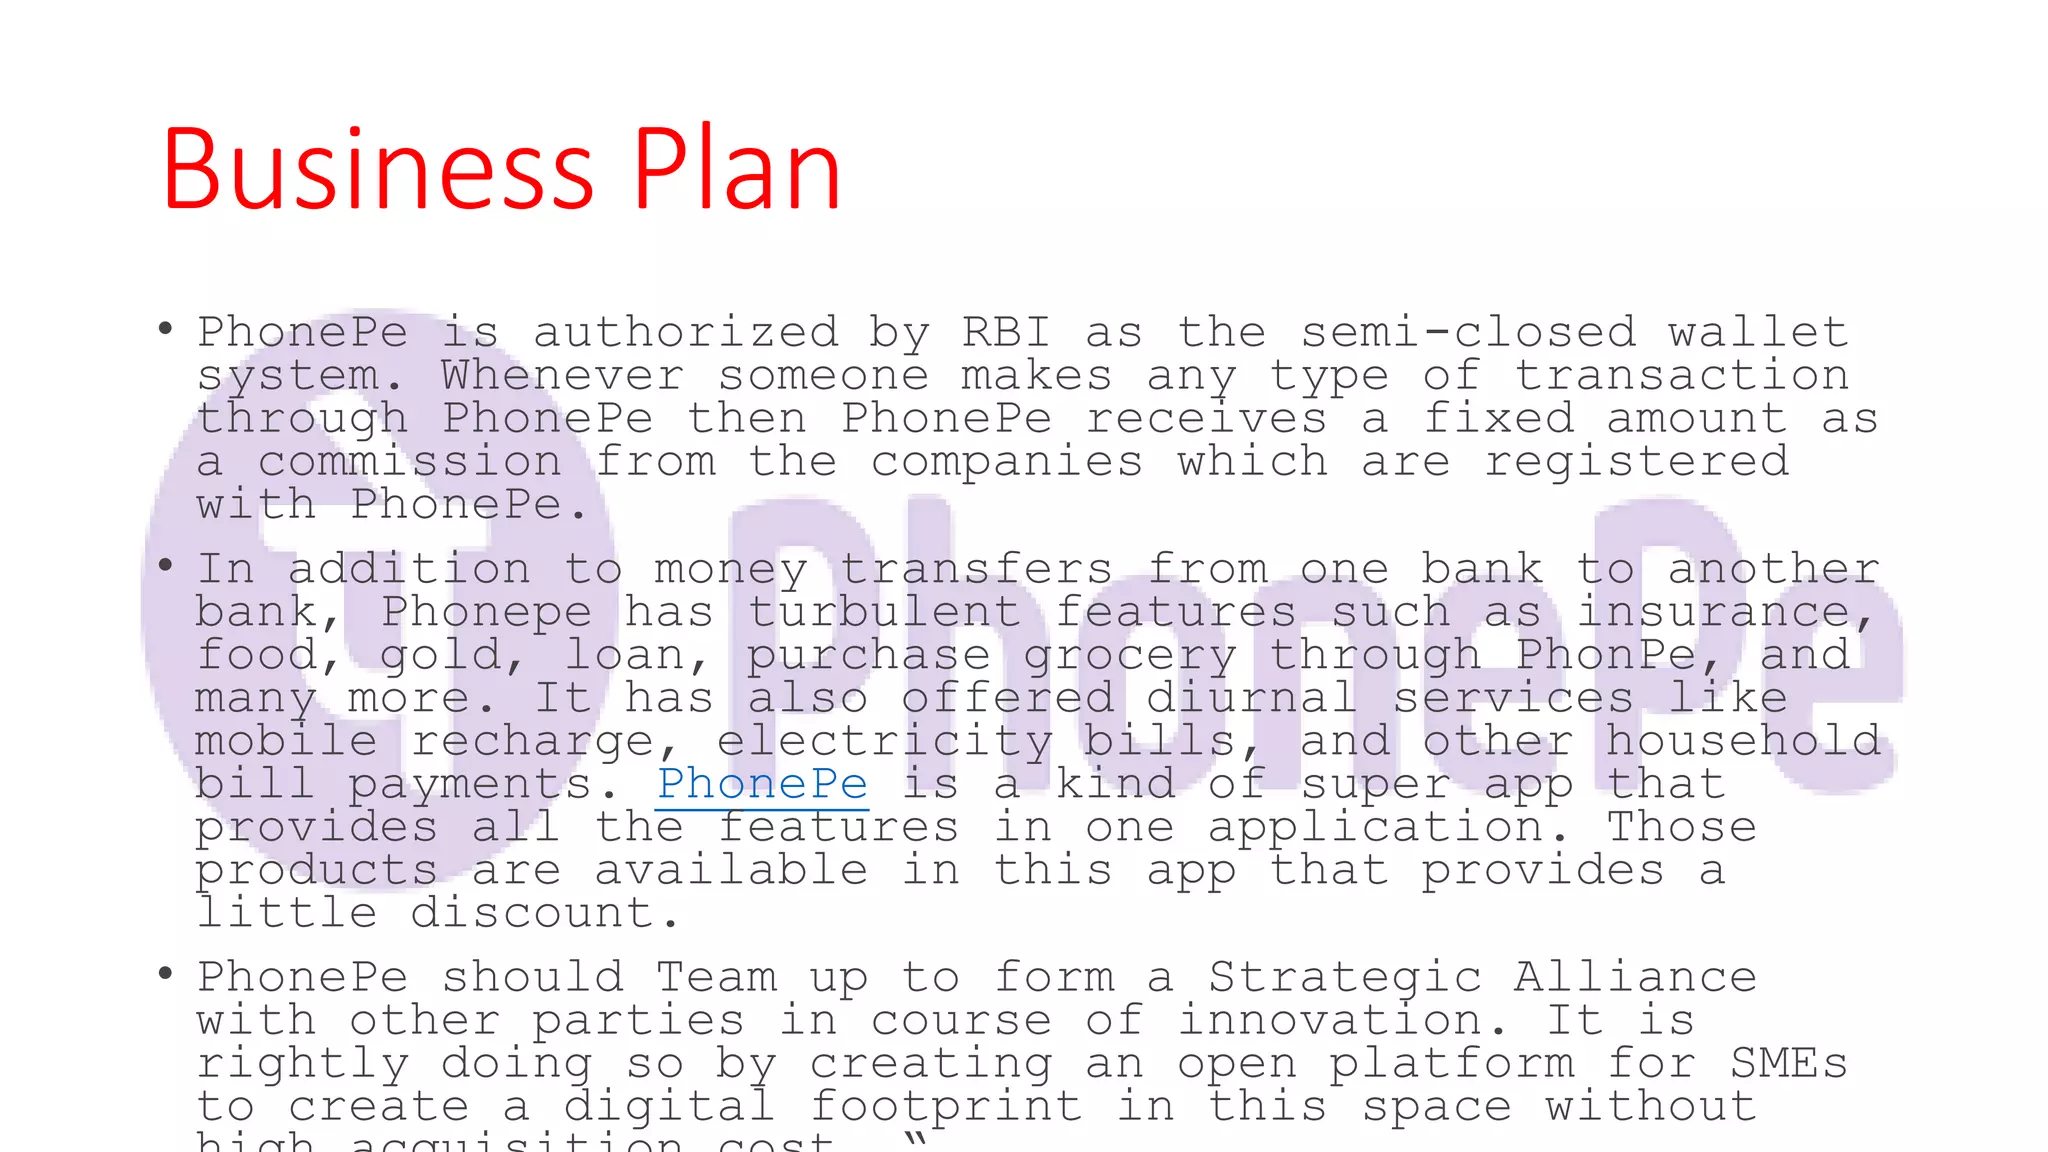 Business Plan
• PhonePe is authorized by RBI as the semi-closed wallet
system. Whenever someone makes any type of transaction
through PhonePe then PhonePe receives a fixed amount as
a commission from the companies which are registered
with PhonePe.
• In addition to money transfers from one bank to another
bank, Phonepe has turbulent features such as insurance,
food, gold, loan, purchase grocery through PhonPe, and
many more. It has also offered diurnal services like
mobile recharge, electricity bills, and other household
bill payments. PhonePe is a kind of super app that
provides all the features in one application. Those
products are available in this app that provides a
little discount.
• PhonePe should Team up to form a Strategic Alliance
with other parties in course of innovation. It is
rightly doing so by creating an open platform for SMEs
to create a digital footprint in this space without
high acquisition cost. “
PhonePe